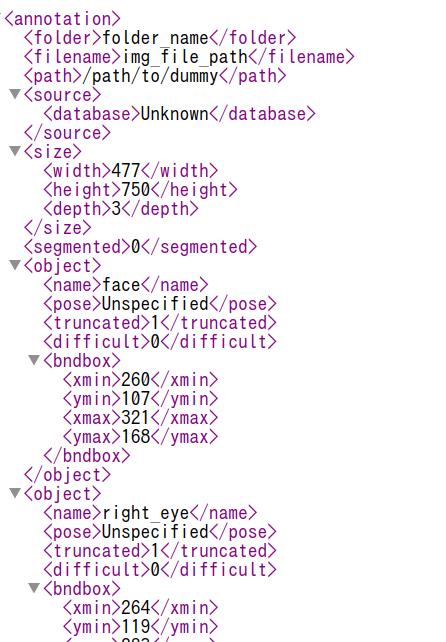 <annotation>
<folder>folder_name</folder>
<filename>img_file_path</filename>
<path>/path/to/dummy</path>
<source>
<database>Unknown</database>
</source>
<size>
<width>477</width>
<height>750</height>
<depth>3</depth>
</size>
<segmented>0</segmented>
<object>
<name>face</name>
<pose>Unspecified</pose>
<truncated>1</truncated>
<difficult>0</difficult>
<bndbox>
<xmin>260</xmin>
<ymin>107</ymin>
<xmax>321</xmax>
<ymax>168</ymax>
</bndbox>
</object>
<object>
<name>right_eye</name>
<pose>Unspecified</pose>
<truncated>1</truncated>
<difficult>0</difficult>
<bndbox>
<xmin>264</xmin>
<ymin>119</ymin>